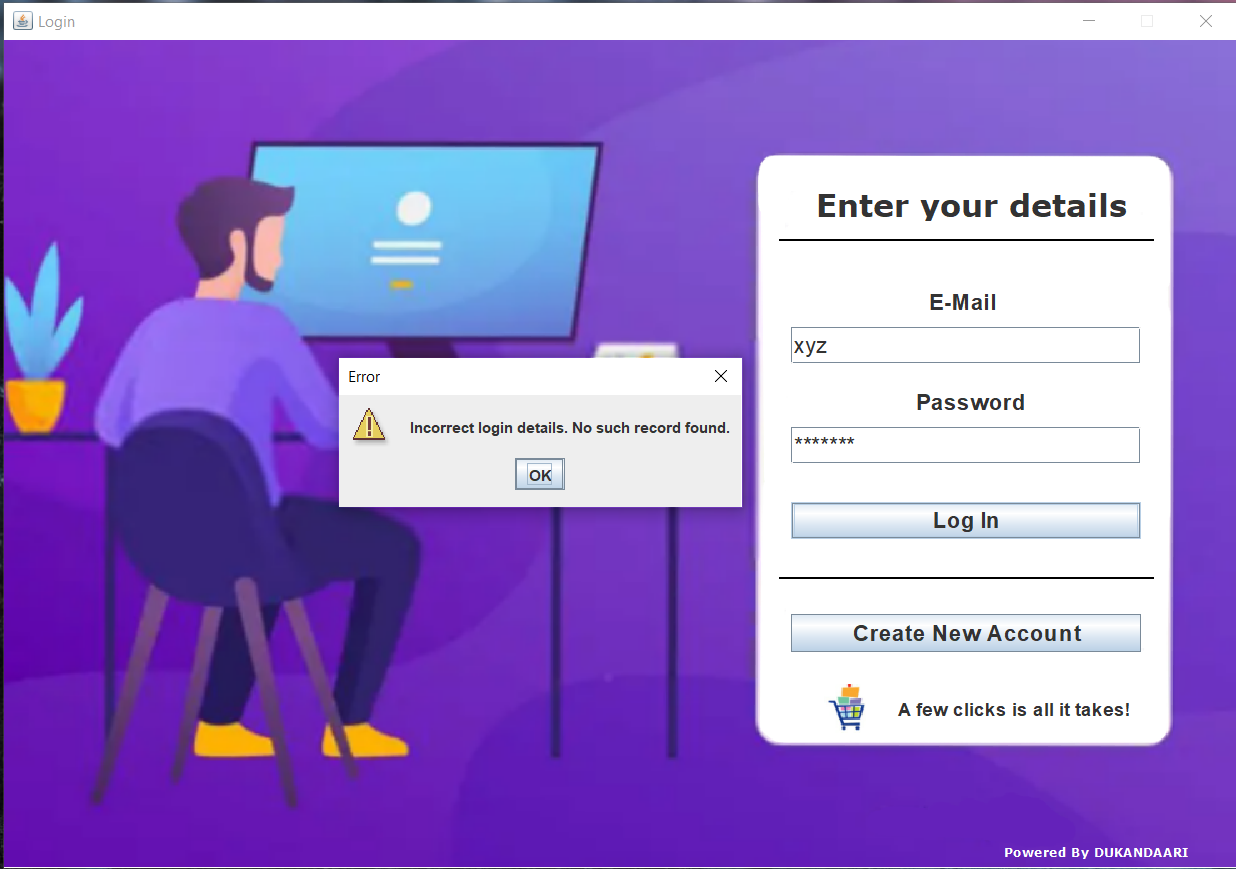 Login
Enter your details
E-Mail
xyz
Error
Password
Incorrect login details. No such record found.
*******
OK
Log In
Create New Account
A few clicks is all it takes!
Powered By DUKANDAARI